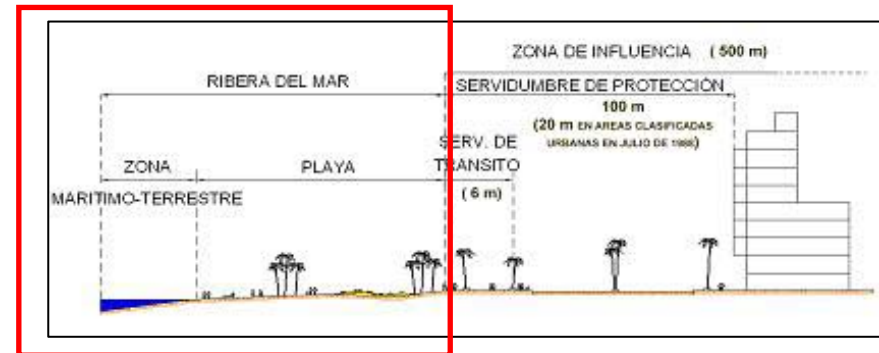 ZONA DE INFLUENCIA ( 500 m)
RIBERA DEL MAR
SERVIDUMBRE DE PROTECCIÓN
100 m
(20 m EN AREAS CLASIFICADAS
URBANAS EN JULIO DE 1988)
SERV. DE
TRANSITO
( 6 m)
ZONA
PLAYA
MARITIMO-TERRESTRE